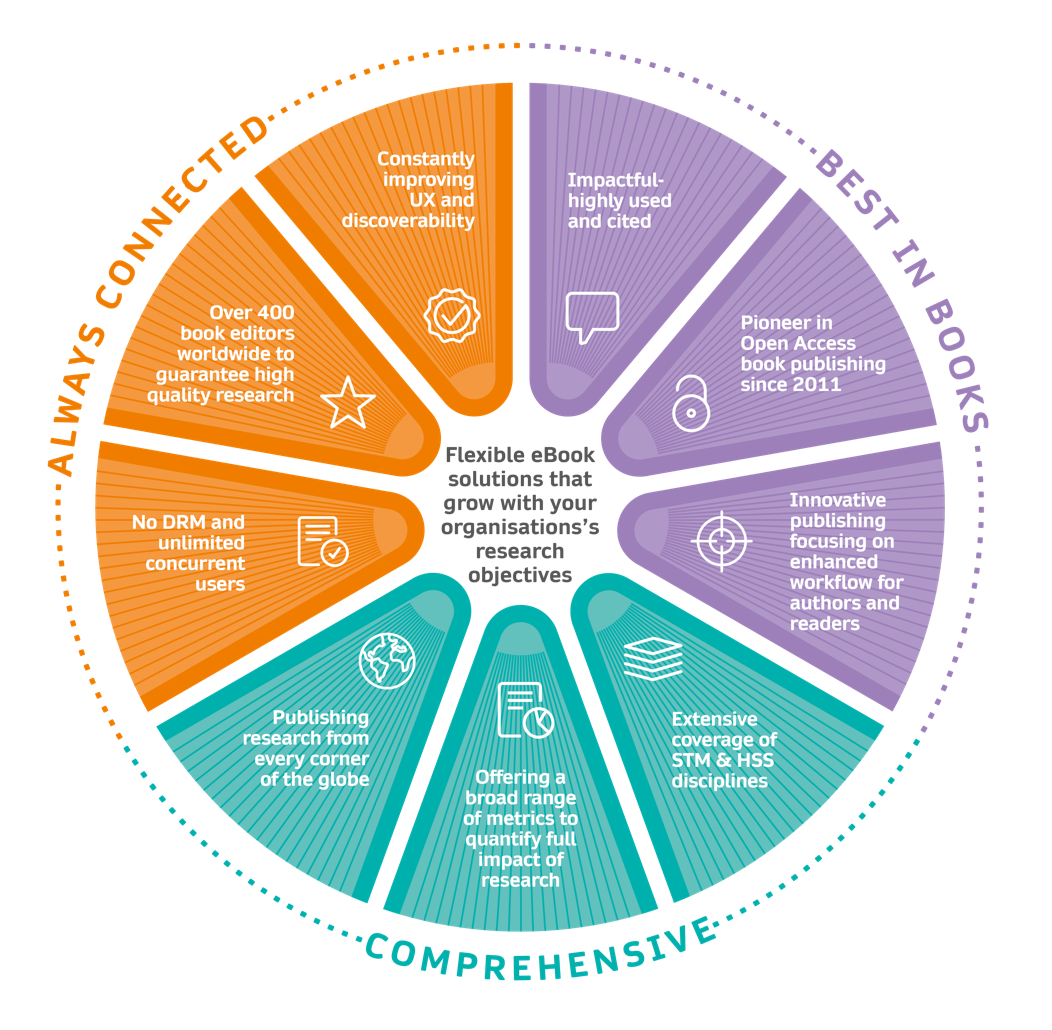 ALWAYS CONNECTED
BEST IN BOOKS
Constantly
improving
UX and
discoverability
Impactful-
highly used
and cited
Over 400
book editors
worldwide to
guarantee high
quality research
Pioneer in
Open Access
book publishing
since 2011
Flexible eBook
solutions that
grow with your
organisations's
research
objectives
No DRM and
unlimited
concurrent
users
Innovative
publishing
focusing on
enhanced
workflow for
authors and
readers
Publishing
research from
every corner
of the globe
Offering a
broad range
of metrics to
quantify full
impact of
research
Extensive
coverage of
STM & HSS
disciplines
COMPREHENSIVE